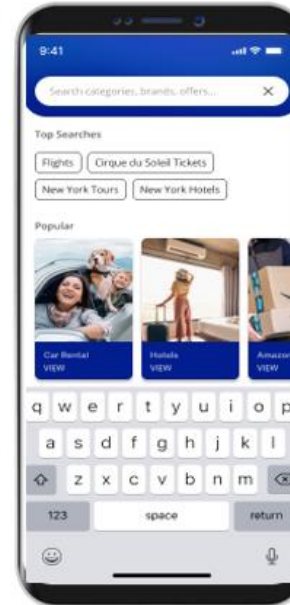 9:41
Search categories, brands, offers...
Top Searches
Flights
Cirque du Soleil Tickets
New York Tours
New York Hotels
Popular
Car Rental
VIEW
Hotels
VIEW
Amazon
VIEW
q w e r t y u i o p
a s d f g h j k l
z x c v b n m
123
space
return